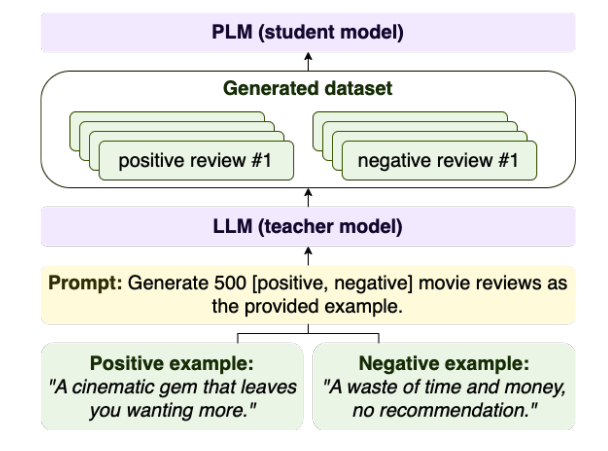 PLM (student model)
Generated dataset
positive review #1
negative review #1
LLM (teacher model)
Prompt: Generate 500 [positive, negative] movie reviews as
the provided example.
Positive example:
"A cinematic gem that leaves
you wanting more."
Negative example:
"A waste of time and money,
no recommendation."